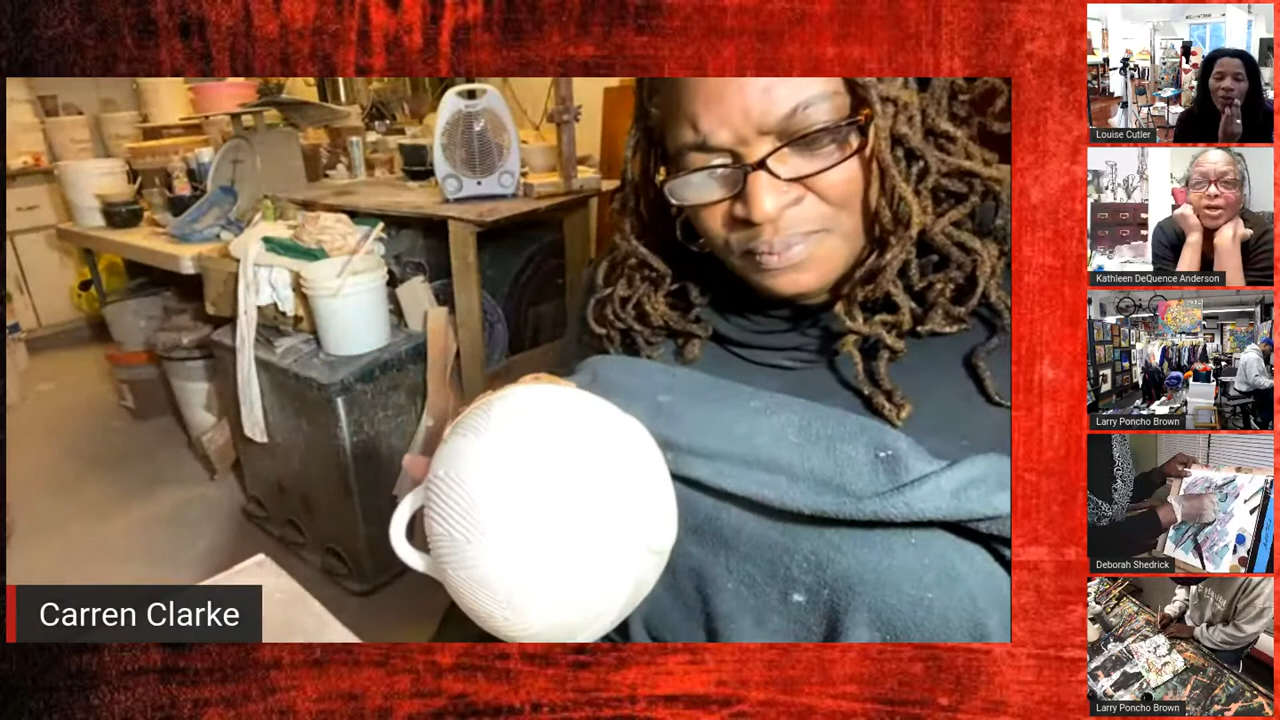 Carren Clarke
Louise Cutler
Kathleen DeQuence Anderson
Larry Poncho Brown
Deborah Shedrick
Larry Poncho Brown